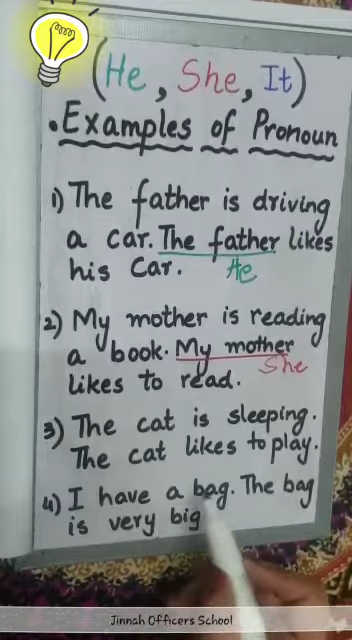 (He, She, It)
• Examples of Pronoun
1) The father is driving
a car. The father likes
his car. He
2) My mother is reading
a book. My mother
She
likes to read.
3) The cat is sleeping.
The cat likes to play.
4) I have a bag. The bag
is very big
Jinnah Officers School